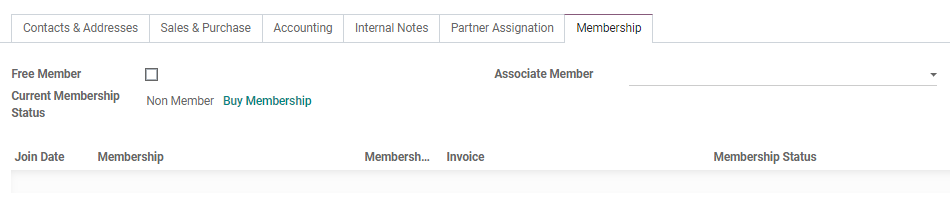 Contacts & Addresses Sales & Purchase Accounting Internal Notes Partner Assignation Membership
Free Member Associate Member
Current Membership
Status
Non Member Buy Membership
Join Date Membership Membersh... Invoice Membership Status